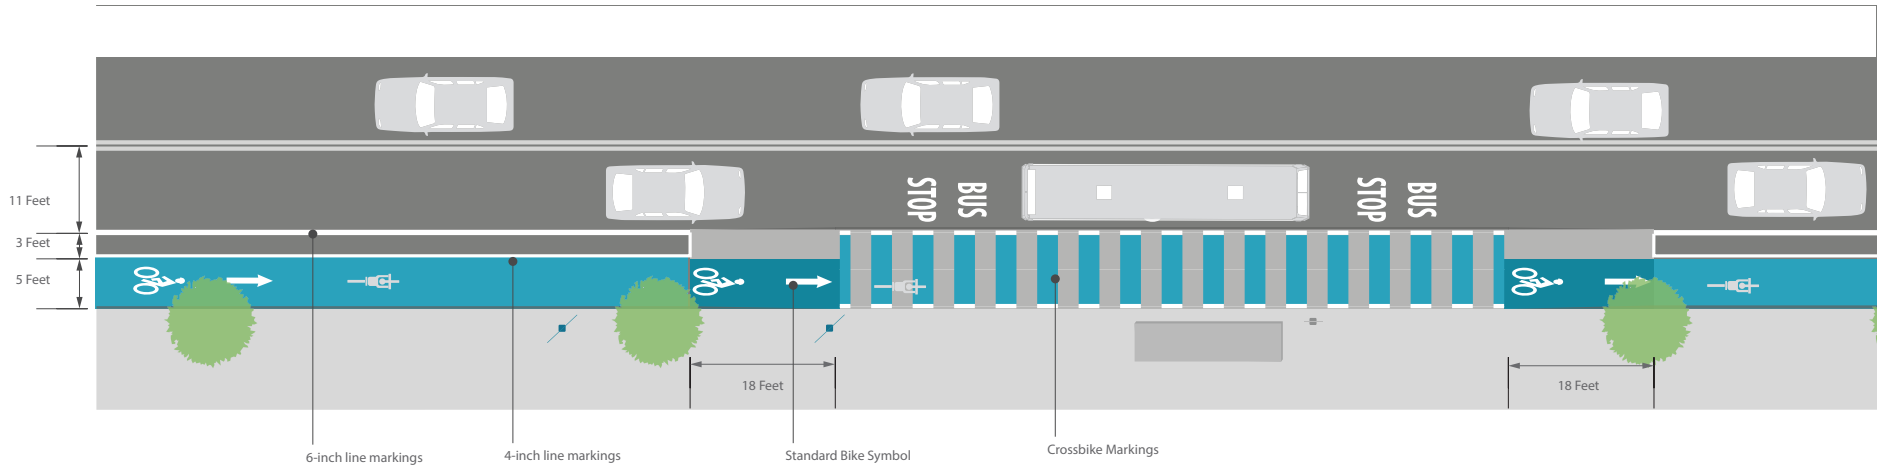 11 Feet
3 Feet
5 Feet
STOP
BUS
STOP
BUS
18 Feet
18 Feet
6-inch line markings
4-inch line markings
Standard Bike Symbol
Crossbike Markings